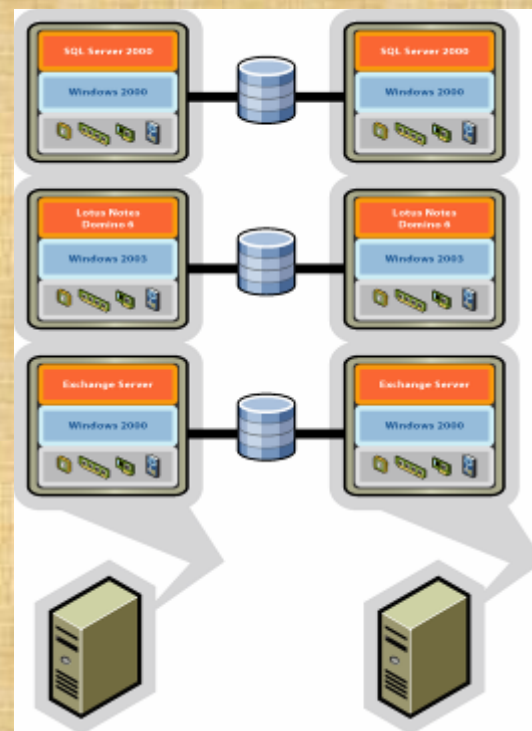 SQL Server 2000
SQL Server 2000
Windows 2000
Windows 2000
Lotus Notes
Domino 6
Lotus Notes
Domino 6
Windows 2003
Windows 2003
Exchange Server
Exchange Server
Windows 2000
Windows 2000